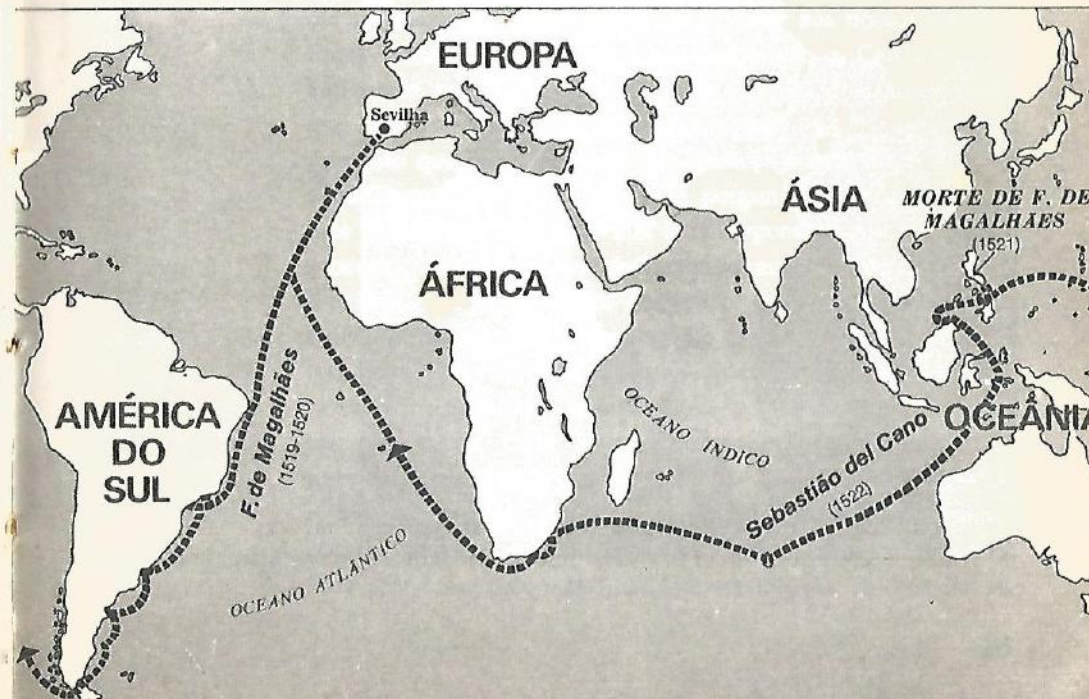 EUROPA
Sevilha
ÁSIA
MORTE DE F. DE
MAGALHÃES
(1521)
ÁFRICA
F. de Magalhães
(1519-1520)
AMÉRICA
DO
SUL
OCEANO ÍNDICO
OCEÂNIA
Sebastião del Cano
(1522)
OCEANO ATLÂNTICO